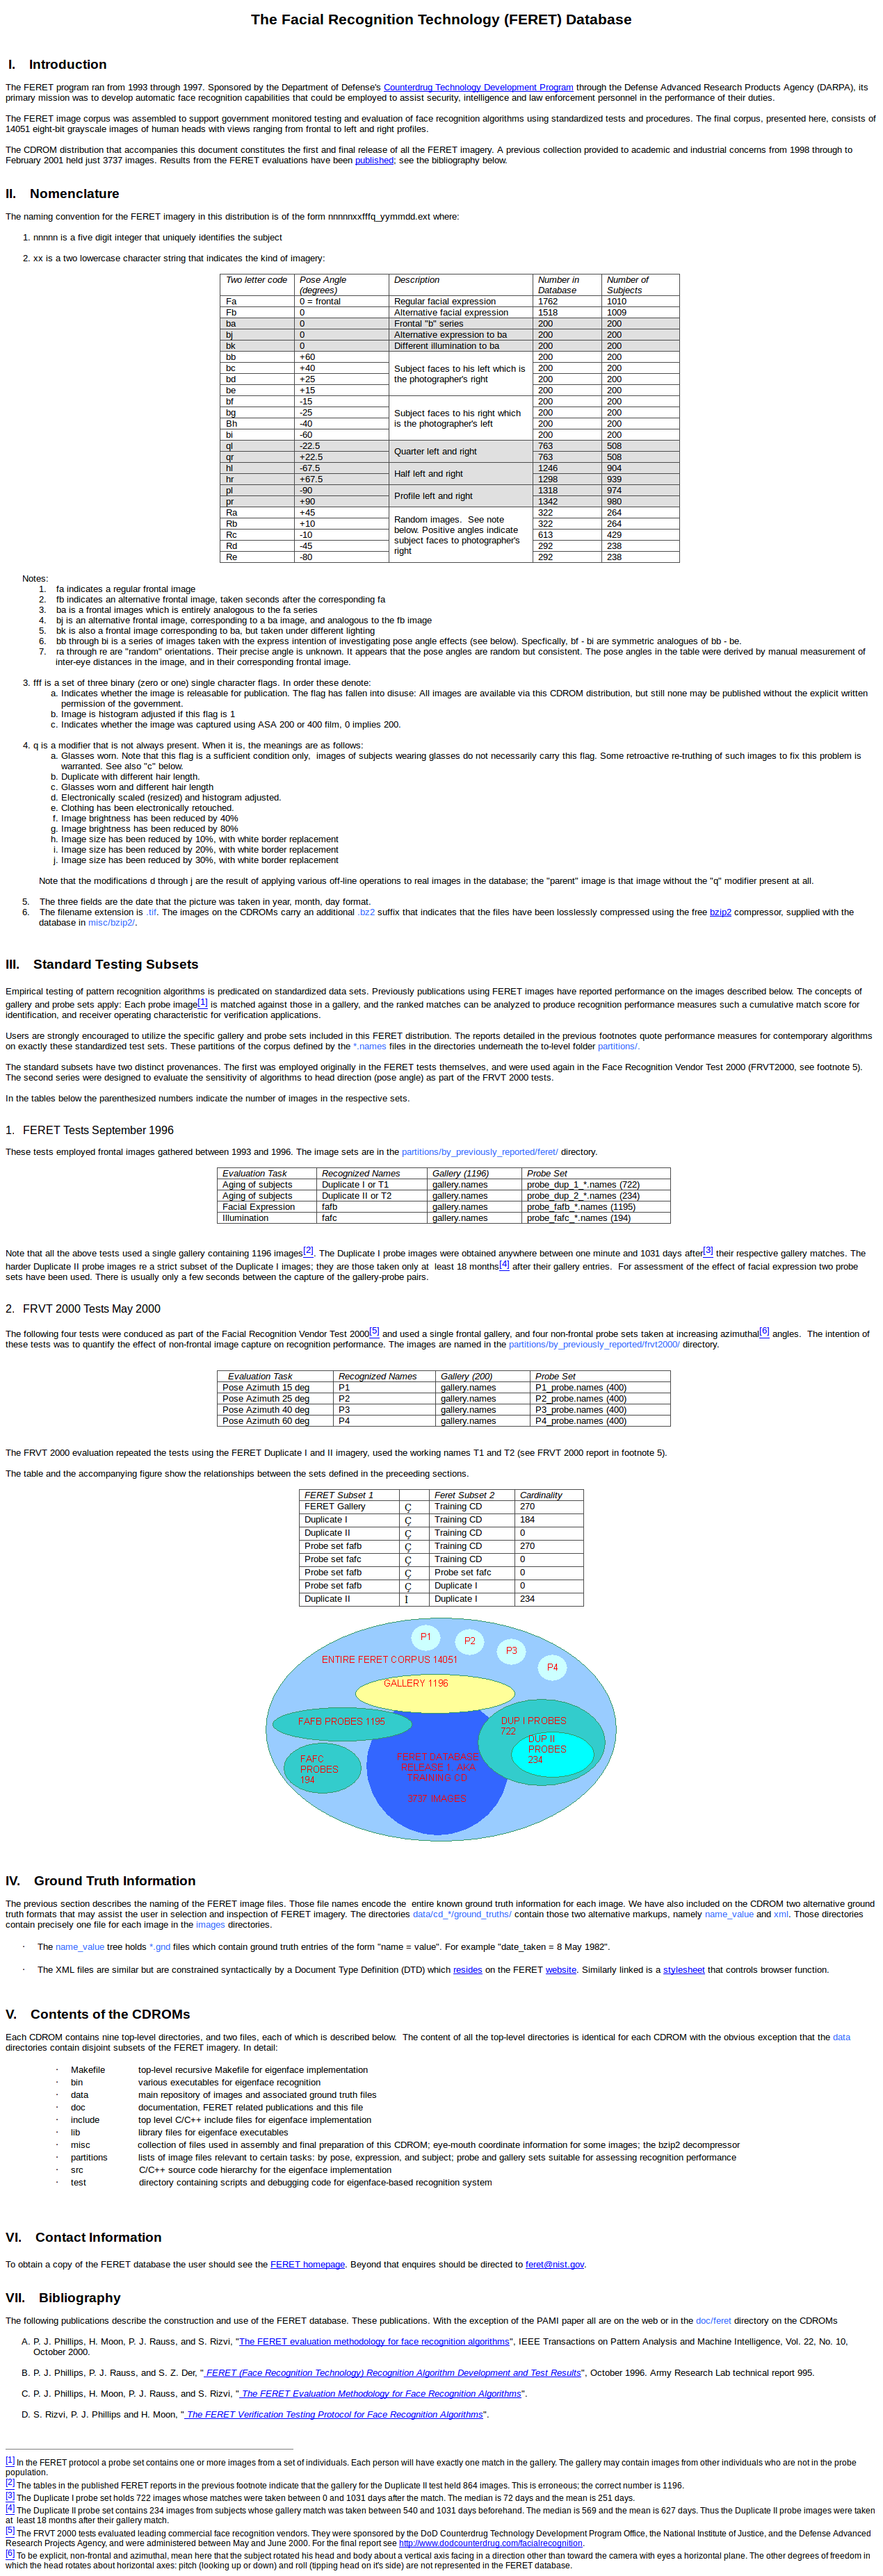 The Facial Recognition Technology (FERET) Database
I. Introduction
The FERET program ran from 1993 through 1997. Sponsored by the Department of Defense's Counterdrug Technology Development Program through the Defense Advanced Research Products Agency (DARPA), its
primary mission was to develop automatic face recognition capabilities that could be employed to assist security, intelligence and law enforcement personnel in the performance of their duties.
The FERET image corpus was assembled to support government monitored testing and evaluation of face recognition algorithms using standardized tests and procedures. The final corpus, presented here, consists of
14051 eight-bit grayscale images of human heads with views ranging from frontal to left and right profiles.
The CDROM distribution that accompanies this document constitutes the first and final release of all the FERET imagery. A previous collection provided to academic and industrial concerns from 1998 through to
February 2001 held just 3737 images. Results from the FERET evaluations have been published; see the bibliography below.
II. Nomenclature
The naming convention for the FERET imagery in this distribution is of the form nnnnnxxfffq_yymmdd.ext where:
1. nnnnn is a five digit integer that uniquely identifies the subject
2. xx is a two lowercase character string that indicates the kind of imagery:
Two letter code Pose Angle (degrees) Description Number in Database Number of Subjects
Fa 0 = frontal Regular facial expression 1762 1010
Fb 0 Alternative facial expression 1518 1009
ba 0 Frontal "b" series 200 200
bj 0 Alternative expression to ba 200 200
bk 0 Different illumination to ba 200 200
bb +60 Subject faces to his left which is the photographer's right 200 200
bc +40 200 200
bd +25 200 200
be +15 200 200
bf -15 Subject faces to his right which is the photographer's left 200 200
bg -25 200 200
Bh -40 200 200
bi -60 200 200
ql -22.5 Quarter left and right 763 508
qr +22.5 763 508
hl -67.5 Half left and right 1246 904
hr +67.5 1298 939
pl -90 Profile left and right 1318 974
pr +90 1342 980
Ra +45 Random images. See note below. Positive angles indicate subject faces to photographer's right 322 264
Rb +10 322 264
Rc -10 613 429
Rd -45 292 238
Re -80 292 238
Notes:
1. fa indicates a regular frontal image
2. fb indicates an alternative frontal image, taken seconds after the corresponding fa
3. ba is a frontal images which is entirely analogous to the fa series
4. bj is an alternative frontal image, corresponding to a ba image, and analogous to the fb image
5. bk is also a frontal image corresponding to ba, but taken under different lighting
6. bb through bi is a series of images taken with the express intention of investigating pose angle effects (see below). Specfically, bf - bi are symmetric analogues of bb - be.
7. ra through re are "random" orientations. Their precise angle is unknown. It appears that the pose angles are random but consistent. The pose angles in the table were derived by manual measurement of
inter-eye distances in the image, and in their corresponding frontal image.
3. fff is a set of three binary (zero or one) single character flags. In order these denote:
a. Indicates whether the image is releasable for publication. The flag has fallen into disuse: All images are available via this CDROM distribution, but still none may be published without the explicit written
permission of the government.
b. Image is histogram adjusted if this flag is 1
c. Indicates whether the image was captured using ASA 200 or 400 film, 0 implies 200.
4. q is a modifier that is not always present. When it is, the meanings are as follows:
a. Glasses worn. Note that this flag is a sufficient condition only, images of subjects wearing glasses do not necessarily carry this flag. Some retroactive re-truthing of such images to fix this problem is
warranted. See also "c" below.
b. Duplicate with different hair length.
c. Glasses worn and different hair length
d. Electronically scaled (resized) and histogram adjusted.
e. Clothing has been electronically retouched.
f. Image brightness has been reduced by 40%
g. Image brightness has been reduced by 80%
h. Image size has been reduced by 10%, with white border replacement
i. Image size has been reduced by 20%, with white border replacement
j. Image size has been reduced by 30%, with white border replacement
Note that the modifications d through j are the result of applying various off-line operations to real images in the database; the "parent" image is that image without the "q" modifier present at all.
5. The three fields are the date that the picture was taken in year, month, day format.
6. The filename extension is .tif. The images on the CDROMs carry an additional .bz2 suffix that indicates that the files have been losslessly compressed using the free bzip2 compressor, supplied with the
database in misc/bzip2/.
III. Standard Testing Subsets
Empirical testing of pattern recognition algorithms is predicated on standardized data sets. Previously publications using FERET images have reported performance on the images described below. The concepts of
gallery and probe sets apply: Each probe image[1] is matched against those in a gallery, and the ranked matches can be analyzed to produce recognition performance measures such a cumulative match score for
identification, and receiver operating characteristic for verification applications.
Users are strongly encouraged to utilize the specific gallery and probe sets included in this FERET distribution. The reports detailed in the previous footnotes quote performance measures for contemporary algorithms
on exactly these standardized test sets. These partitions of the corpus defined by the *.names files in the directories underneath the to-level folder partitions/.
The standard subsets have two distinct provenances. The first was employed originally in the FERET tests themselves, and were used again in the Face Recognition Vendor Test 2000 (FRVT2000, see footnote 5).
The second series were designed to evaluate the sensitivity of algorithms to head direction (pose angle) as part of the FRVT 2000 tests.
In the tables below the parenthesized numbers indicate the number of images in the respective sets.
1. FERET Tests September 1996
These tests employed frontal images gathered between 1993 and 1996. The image sets are in the partitions/by_previously_reported/feret/ directory.
Evaluation Task Recognized Names Gallery (1196) Probe Set
Aging of subjects Duplicate I or T1 gallery.names probe_dup_1_*.names (722)
Aging of subjects Duplicate II or T2 gallery.names probe_dup_2_*.names (234)
Facial Expression fafb gallery.names probe_fafb_*.names (1195)
Illumination fafc gallery.names probe_fafc_*.names (194)
Note that all the above tests used a single gallery containing 1196 images[2]. The Duplicate I probe images were obtained anywhere between one minute and 1031 days after[3] their respective gallery matches. The
harder Duplicate II probe images re a strict subset of the Duplicate I images; they are those taken only at least 18 months[4] after their gallery entries. For assessment of the effect of facial expression two probe
sets have been used. There is usually only a few seconds between the capture of the gallery-probe pairs.
2. FRVT 2000 Tests May 2000
The following four tests were conduced as part of the Facial Recognition Vendor Test 2000[5] and used a single frontal gallery, and four non-frontal probe sets taken at increasing azimuthal[6] angles. The intention of
these tests was to quantify the effect of non-frontal image capture on recognition performance. The images are named in the partitions/by_previously_reported/frvt2000/ directory.
Evaluation Task Recognized Names Gallery (200) Probe Set
Pose Azimuth 15 deg P1 gallery.names P1_probe.names (400)
Pose Azimuth 25 deg P2 gallery.names P2_probe.names (400)
Pose Azimuth 40 deg P3 gallery.names P3_probe.names (400)
Pose Azimuth 60 deg P4 gallery.names P4_probe.names (400)
The FRVT 2000 evaluation repeated the tests using the FERET Duplicate I and II imagery, used the working names T1 and T2 (see FRVT 2000 report in footnote 5).
The table and the accompanying figure show the relationships between the sets defined in the preceeding sections.
FERET Subset 1 Feret Subset 2 Cardinality
FERET Gallery Ç Training CD 270
Duplicate I Ç Training CD 184
Duplicate II Ç Training CD 0
Probe set fafb Ç Training CD 270
Probe set fafc Ç Training CD 0
Probe set fafb Ç Probe set fafc 0
Probe set fafb Ç Duplicate I 0
Duplicate II Ì Duplicate I 234
P1
P2
P3
P4
ENTIRE FERET CORPUS 14051
GALLERY 1196
FAFB PROBES 1195
DUP I PROBES
722
DUP II
PROBES
234
FAFC
PROBES
194
FERET DATABASE
RELEASE 1 AKA
TRAINING CD
3737 IMAGES
IV. Ground Truth Information
The previous section describes the naming of the FERET image files. Those file names encode the entire known ground truth information for each image. We have also included on the CDROM two alternative ground
truth formats that may assist the user in selection and inspection of FERET imagery. The directories data/cd_*/ground_truths/ contain those two alternative markups, namely name_value and xml. Those directories
contain precisely one file for each image in the images directories.
· The name_value tree holds *.gnd files which contain ground truth entries of the form "name = value". For example "date_taken = 8 May 1982".
· The XML files are similar but are constrained syntactically by a Document Type Definition (DTD) which resides on the FERET website. Similarly linked is a stylesheet that controls browser function.
V. Contents of the CDROMs
Each CDROM contains nine top-level directories, and two files, each of which is described below. The content of all the top-level directories is identical for each CDROM with the obvious exception that the data
directories contain disjoint subsets of the FERET imagery. In detail:
· Makefile top-level recursive Makefile for eigenface implementation
· bin various executables for eigenface recognition
· data main repository of images and associated ground truth files
· doc documentation, FERET related publications and this file
· include top level C/C++ include files for eigenface implementation
· lib library files for eigenface executables
· misc collection of files used in assembly and final preparation of this CDROM; eye-mouth coordinate information for some images; the bzip2 decompressor
· partitions lists of image files relevant to certain tasks: by pose, expression, and subject; probe and gallery sets suitable for assessing recognition performance
· src C/C++ source code hierarchy for the eigenface implementation
· test directory containing scripts and debugging code for eigenface-based recognition system
VI. Contact Information
To obtain a copy of the FERET database the user should see the FERET homepage. Beyond that enquires should be directed to feret@nist.gov.
VII. Bibliography
The following publications describe the construction and use of the FERET database. These publications. With the exception of the PAMI paper all are on the web or in the doc/feret directory on the CDROMs
A. P. J. Phillips, H. Moon, P. J. Rauss, and S. Rizvi, "The FERET evaluation methodology for face recognition algorithms", IEEE Transactions on Pattern Analysis and Machine Intelligence, Vol. 22, No. 10,
October 2000.
B. P. J. Phillips, P. J. Rauss, and S. Z. Der, " FERET (Face Recognition Technology) Recognition Algorithm Development and Test Results", October 1996. Army Research Lab technical report 995.
C. P. J. Phillips, H. Moon, P. J. Rauss, and S. Rizvi, " The FERET Evaluation Methodology for Face Recognition Algorithms".
D. S. Rizvi, P. J. Phillips and H. Moon, " The FERET Verification Testing Protocol for Face Recognition Algorithms".
[1] In the FERET protocol a probe set contains one or more images from a set of individuals. Each person will have exactly one match in the gallery. The gallery may contain images from other individuals who are not in the probe
population.
[2] The tables in the published FERET reports in the previous footnote indicate that the gallery for the Duplicate II test held 864 images. This is erroneous; the correct number is 1196.
[3] The Duplicate I probe set holds 722 images whose matches were taken between 0 and 1031 days after the match. The median is 72 days and the mean is 251 days.
[4] The Duplicate II probe set contains 234 images from subjects whose gallery match was taken between 540 and 1031 days beforehand. The median is 569 and the mean is 627 days. Thus the Duplicate II probe images were taken
at least 18 months after their gallery match.
[5] The FRVT 2000 tests evaluated leading commercial face recognition vendors. They were sponsored by the DoD Counterdrug Technology Development Program Office, the National Institute of Justice, and the Defense Advanced
Research Projects Agency, and were administered between May and June 2000. For the final report see http://www.dodcounterdrug.com/facialrecognition.
[6] To be explicit, non-frontal and azimuthal, mean here that the subject rotated his head and body about a vertical axis facing in a direction other than toward the camera with eyes a horizontal plane. The other degrees of freedom in
which the head rotates about horizontal axes: pitch (looking up or down) and roll (tipping head on it's side) are not represented in the FERET database.